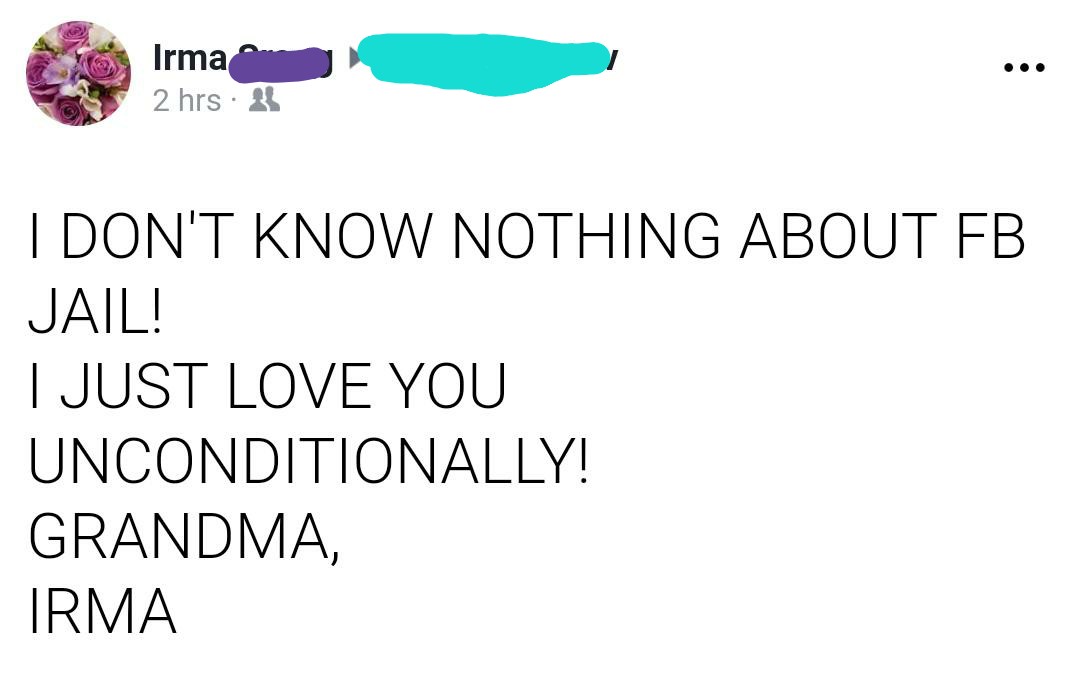 Irma
2 hrs ·
I DON'T KNOW NOTHING ABOUT FB
JAIL!
I JUST LOVE YOU
UNCONDITIONALLY!
GRANDMA,
IRMA